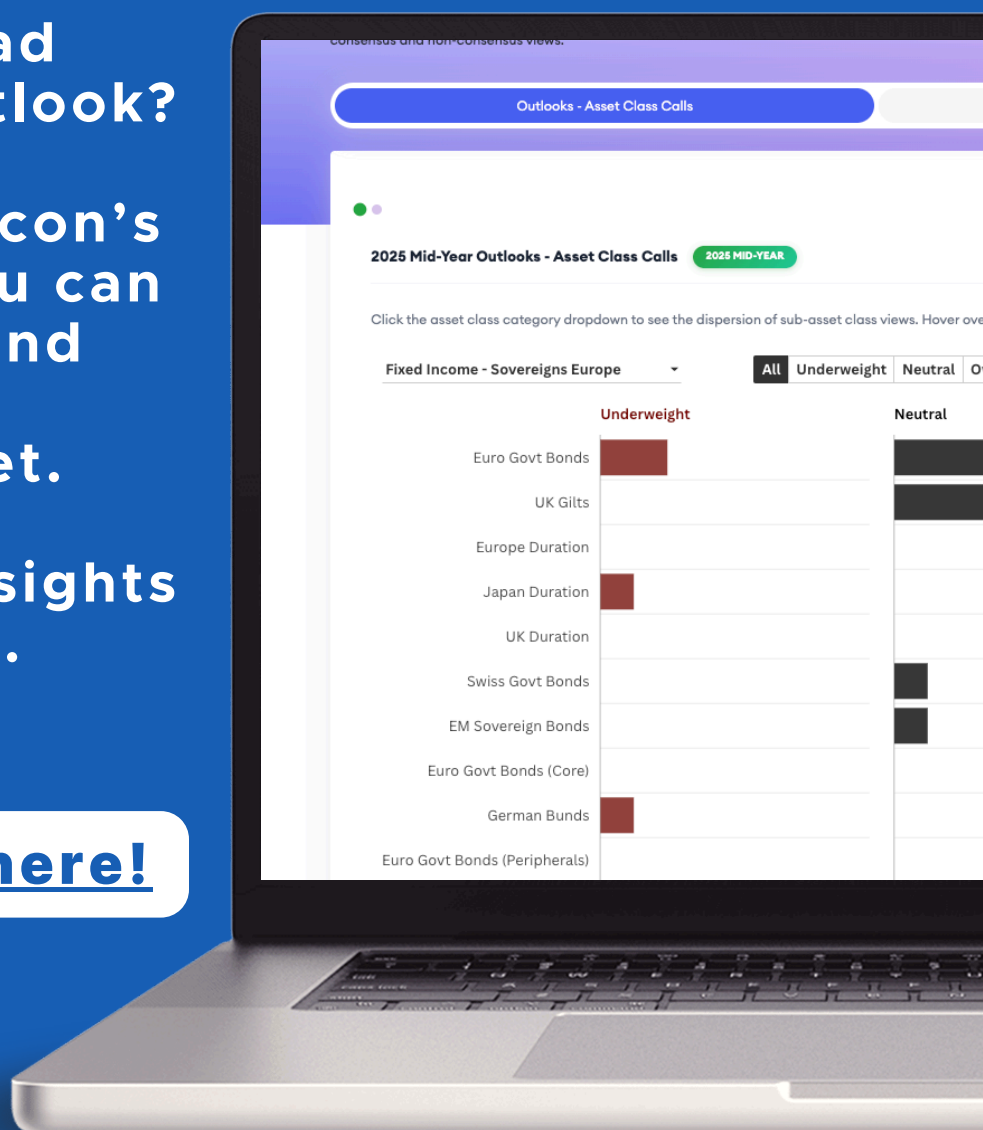 ad
tlook?
con's
u can
nd
et.
sights
.
here!
consensus and non-consensus views.
Outlooks - Asset Class Calls
2025 Mid-Year Outlooks - Asset Class Calls 2025 MID-YEAR
Click the asset class category dropdown to see the dispersion of sub-asset class views. Hover ove
Fixed Income - Sovereigns Europe All Underweight Neutral O
Underweight Neutral
Euro Govt Bonds
UK Gilts
Europe Duration
Japan Duration
UK Duration
Swiss Govt Bonds
EM Sovereign Bonds
Euro Govt Bonds (Core)
German Bunds
Euro Govt Bonds (Peripherals)